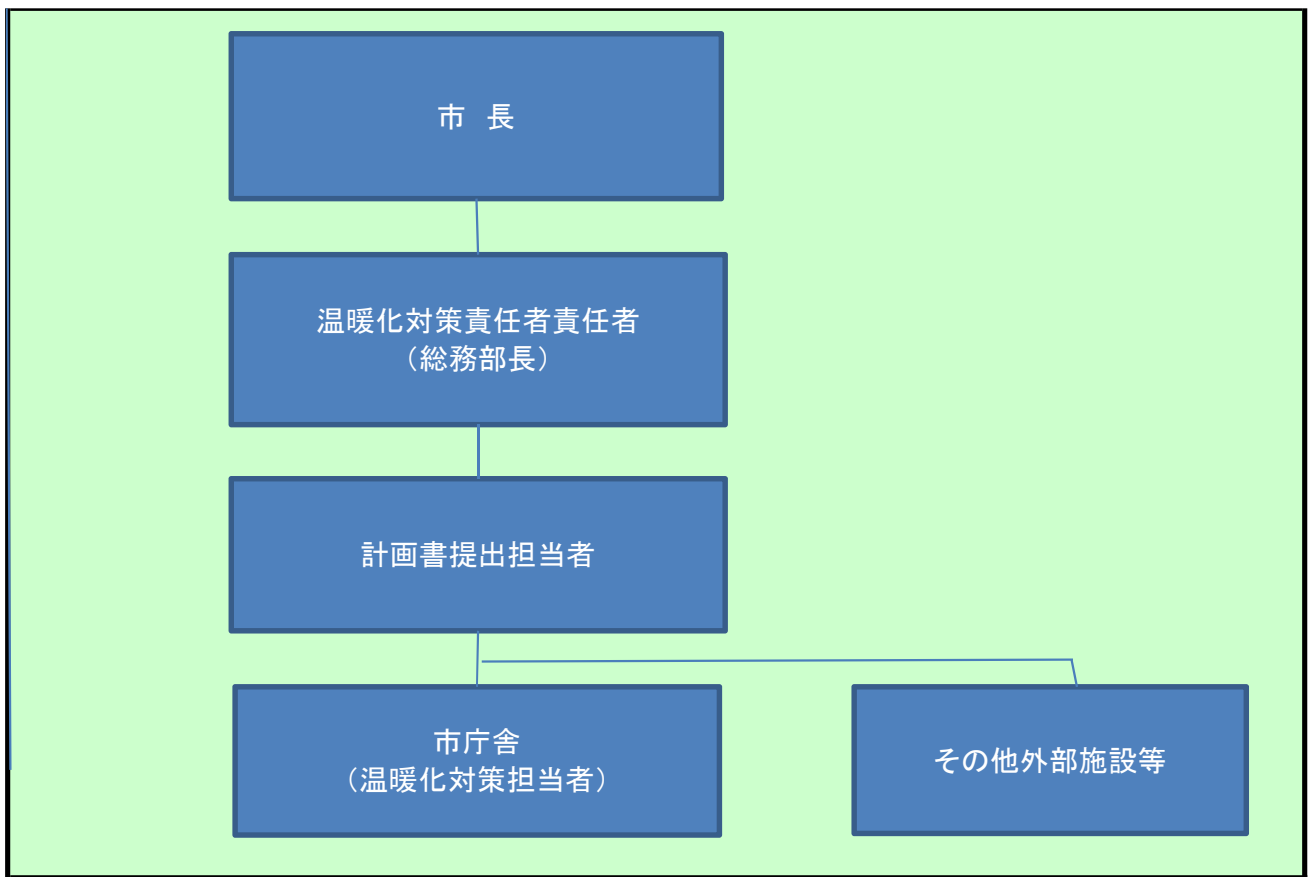 市 長
温暖化対策責任者責任者
（総務部長）
計画書提出担当者
市庁舎
（温暖化対策担当者）
その他外部施設等